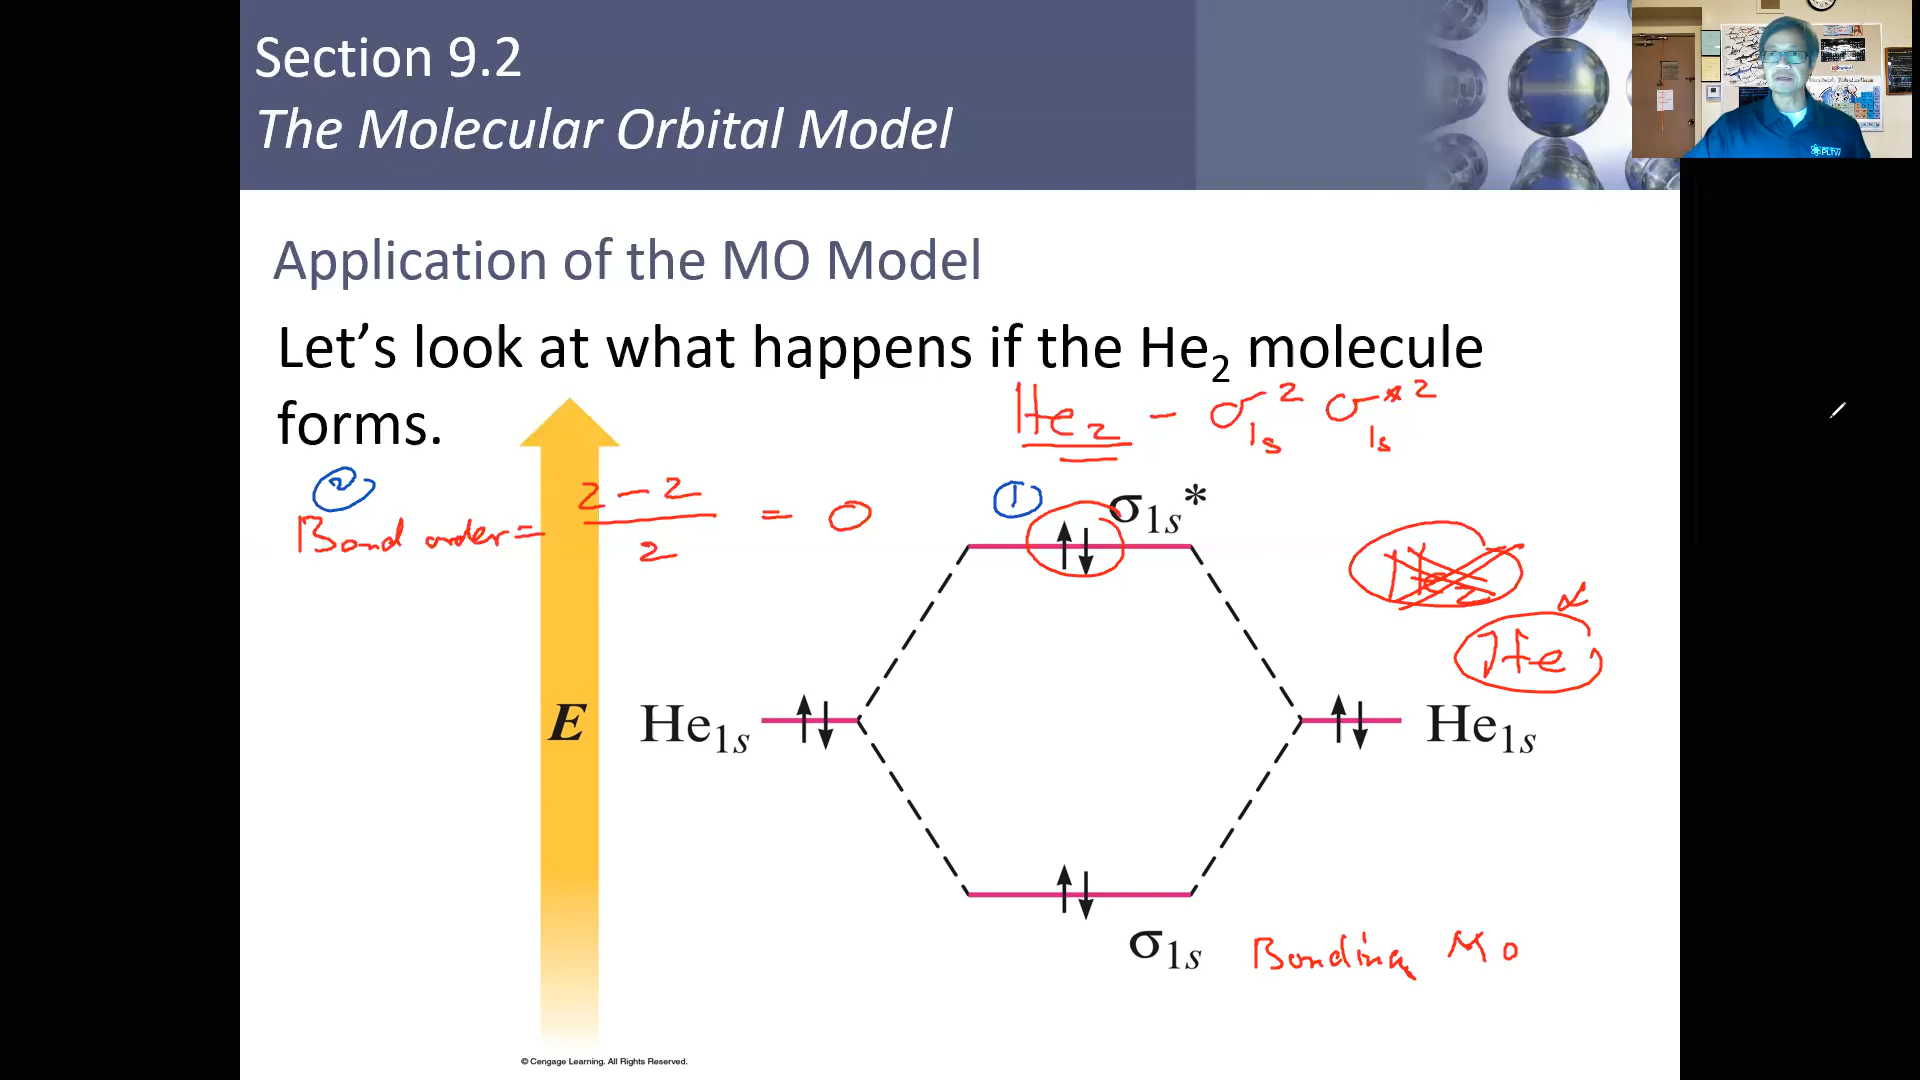 Section 9.2
The Molecular Orbital Model
Application of the MO Model
Let's look at what happens if the He₂ molecule
forms.
He₂ - σ₁ₛ² σ₁ₛ*²
②
Bond order = 2 - 2 / 2 = 0
①
σ₁ₛ*
He₂
He
E
He₁ₛ
He₁ₛ
σ₁ₛ Bonding MO
© Cengage Learning. All Rights Reserved.
PLTW